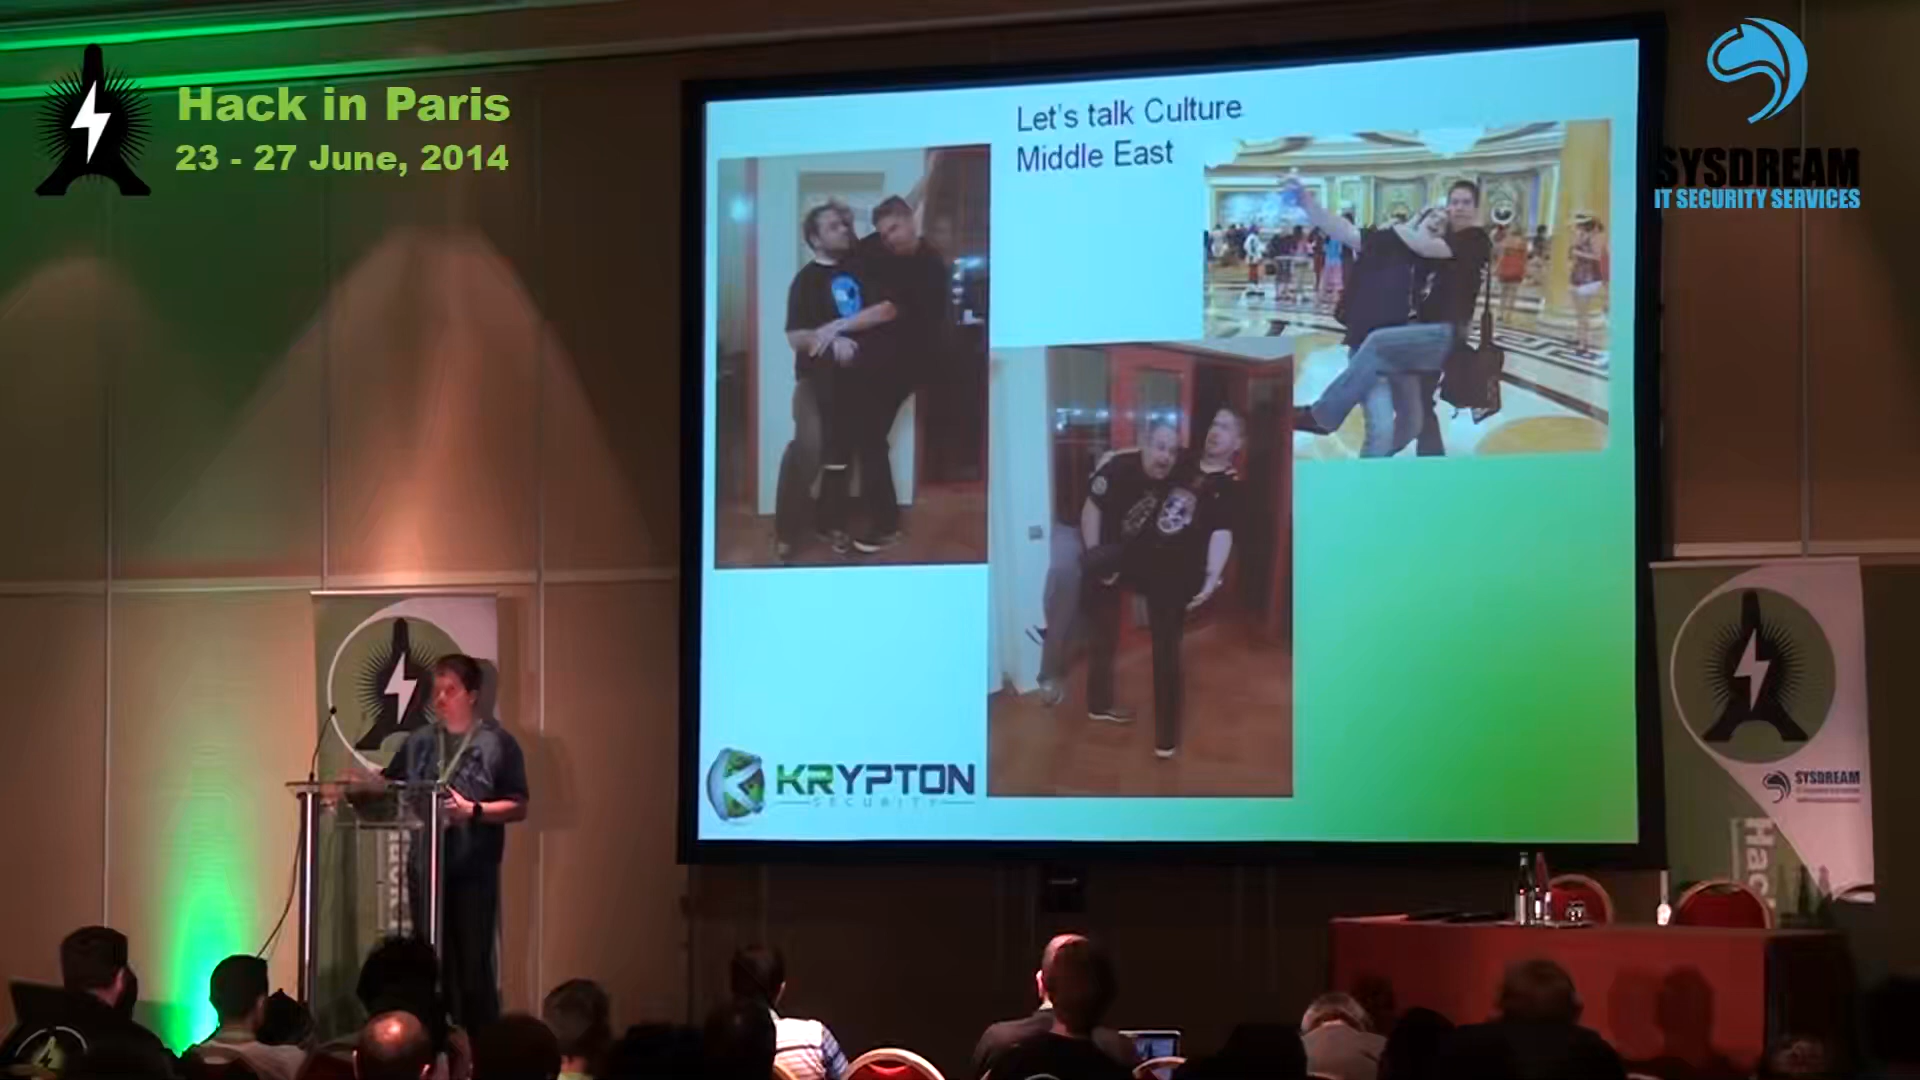 Hack in Paris
23 - 27 June, 2014
Let's talk Culture
Middle East
SYSDREAM
IT SECURITY SERVICES
KRYPTON
SECURITY
SYSDREAM
Hac